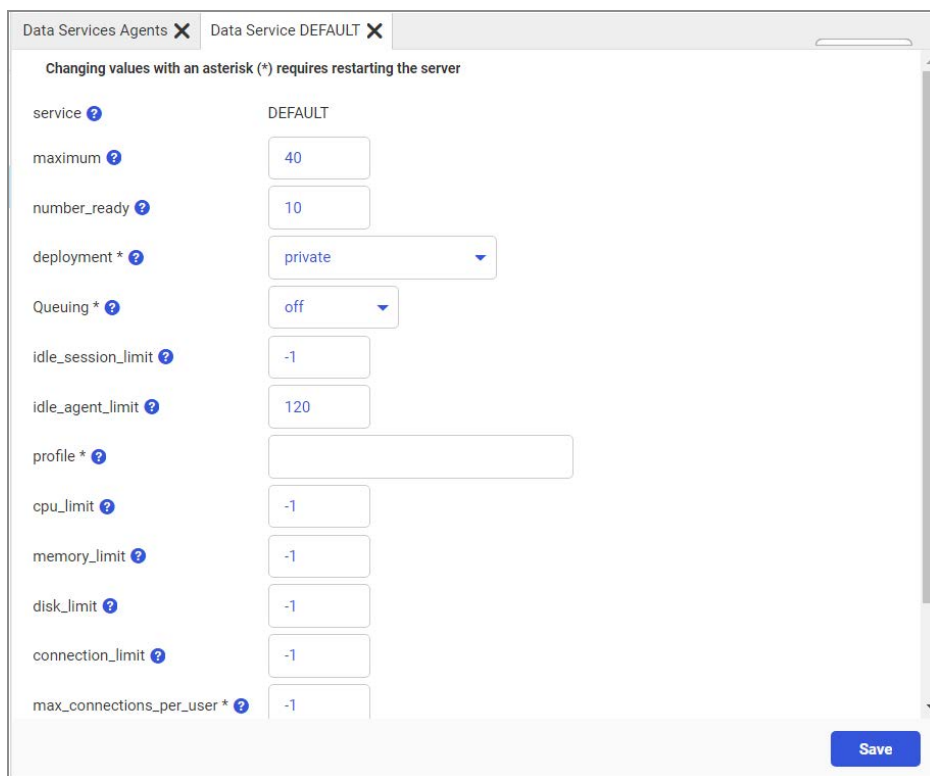 Data Services Agents Data Service DEFAULT
Changing values with an asterisk (*) requires restarting the server
service DEFAULT
maximum 40
number_ready 10
deployment * private
Queuing * off
idle_session_limit -1
idle_agent_limit 120
profile *
cpu_limit -1
memory_limit -1
disk_limit -1
connection_limit -1
max_connections_per_user * -1
Save